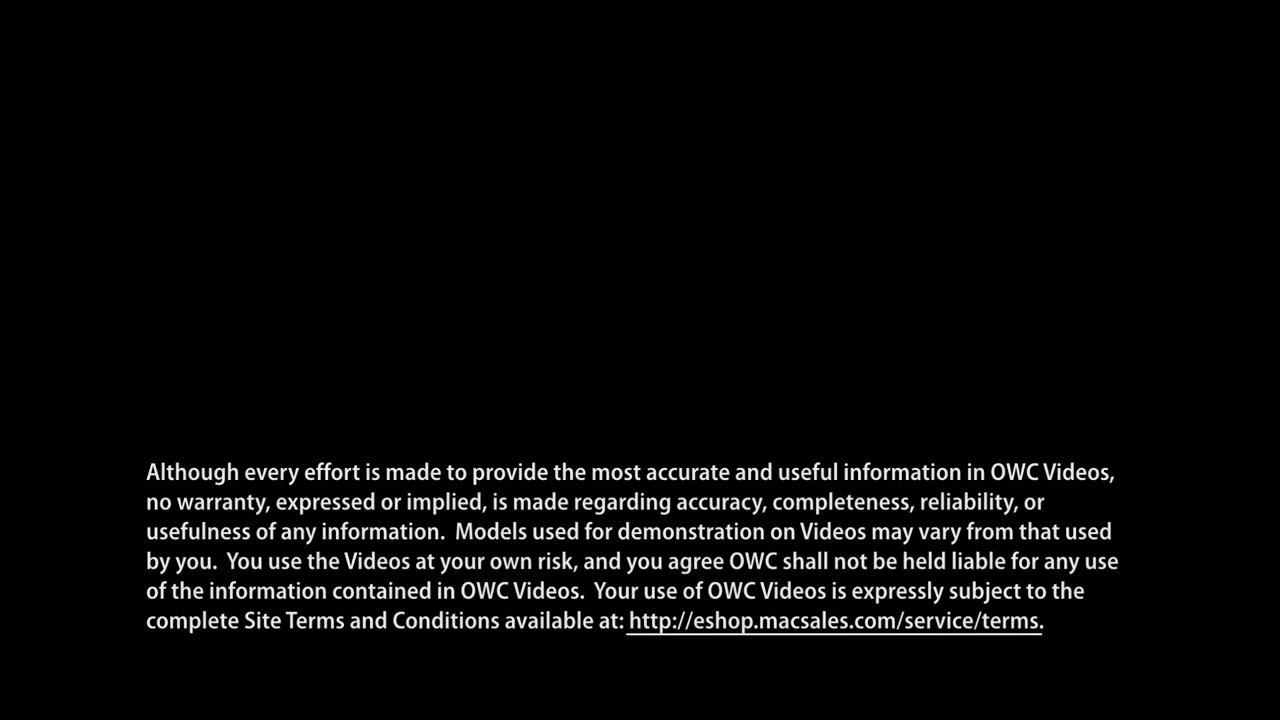 Although every effort is made to provide the most accurate and useful information in OWC Videos,
no warranty, expressed or implied, is made regarding accuracy, completeness, reliability, or
usefulness of any information.  Models used for demonstration on Videos may vary from that used
by you.  You use the Videos at your own risk, and you agree OWC shall not be held liable for any use
of the information contained in OWC Videos.  Your use of OWC Videos is expressly subject to the
complete Site Terms and Conditions available at: http://eshop.macsales.com/service/terms.